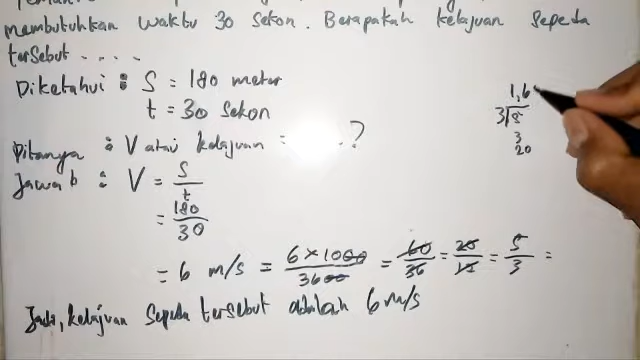 membutuhkan waktu 30 sekon. Berapakah kelajuan sepeda
tersebut ....
Diketahui : S = 180 meter
t = 30 sekon
Ditanya : V atau kelajuan = ...?
Jawab : V = S/t
= 180/30
= 6 m/s = 6 x 1000/3600 = 60/36 = 20/12 = 5/3 =
Jadi, kelajuan sepeda tersebut adalah 6 m/s
1,6
3 5
3
20